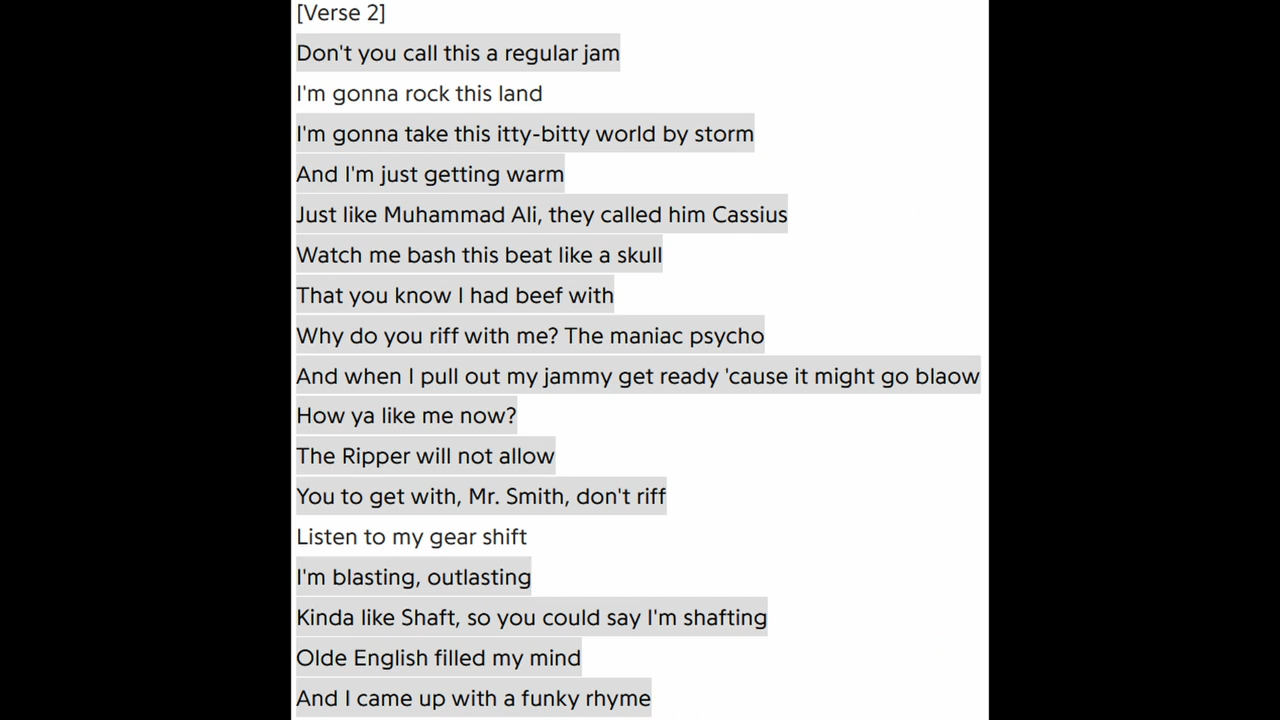 [Verse 2]
Don't you call this a regular jam
I'm gonna rock this land
I'm gonna take this itty-bitty world by storm
And I'm just getting warm
Just like Muhammad Ali, they called him Cassius
Watch me bash this beat like a skull
That you know I had beef with
Why do you riff with me? The maniac psycho
And when I pull out my jammy get ready 'cause it might go blaow
How ya like me now?
The Ripper will not allow
You to get with, Mr. Smith, don't riff
Listen to my gear shift
I'm blasting, outlasting
Kinda like Shaft, so you could say I'm shafting
Olde English filled my mind
And I came up with a funky rhyme